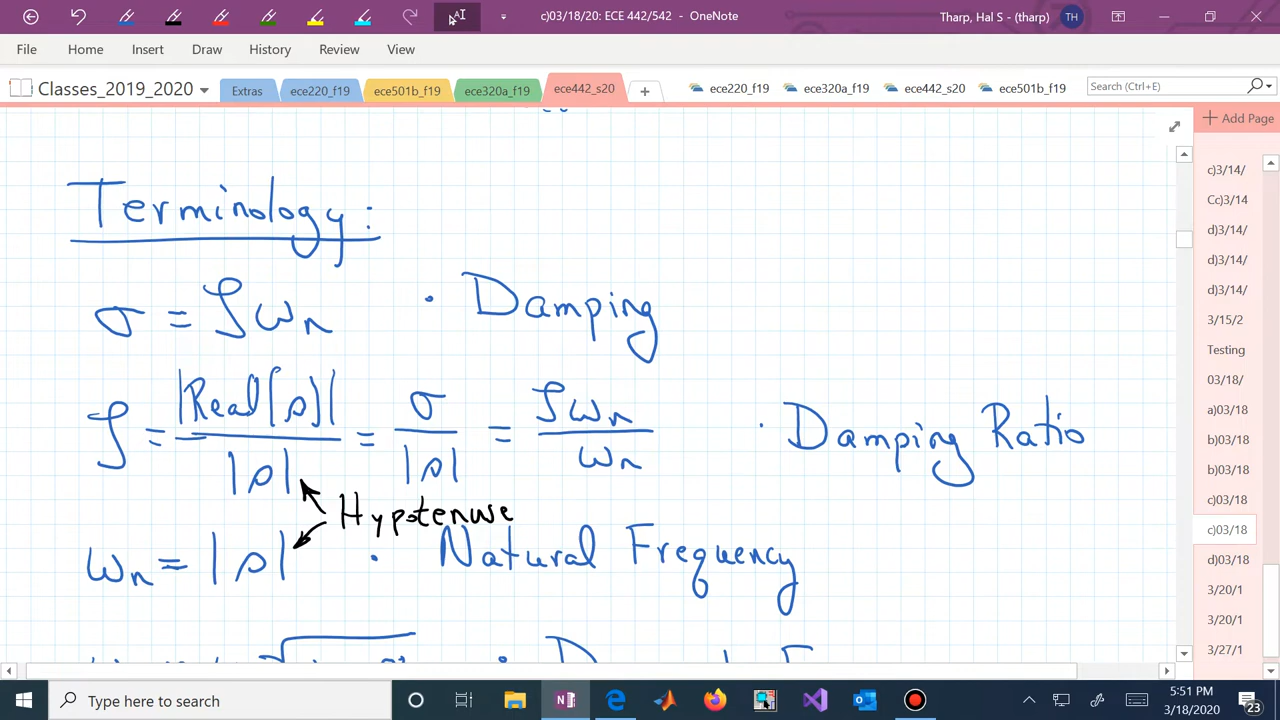 c)03/18/20: ECE 442/542 - OneNote
Tharp, Hal S (tharp)
TH
File Home Insert Draw History Review View
Classes_2019_2020
Extras ece220_f19 ece501b_f19 ece320a_f19 ece442_s20
ece220_f19 ece320a_f19 ece442_s20 ece501b_f19
Search (Ctrl+E)
Add Page
Terminology:
σ = ζωn · Damping
ζ = |Real[s]| / |s| = σ / |s| = ζωn / ωn · Damping Ratio
Hypotenuse
ωn = |s| · Natural Frequency
c)3/14/
Cc)3/14
d)3/14/
d)3/14/
d)3/14/
3/15/2
Testing
03/18/
a)03/18
b)03/18
b)03/18
c)03/18
c)03/18
d)03/18
3/20/1
3/20/1
3/27/1
Type here to search
5:51 PM
3/18/2020
23